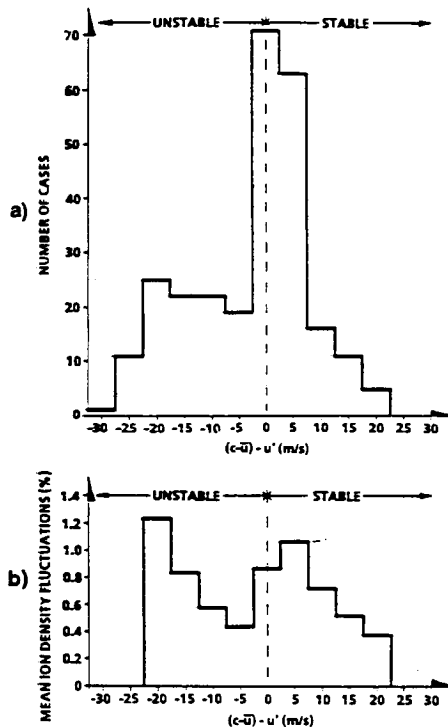 UNSTABLE STABLE
70
60
50
40
30
20
10
0
NUMBER OF CASES
a)
-30 -25 -20 -15 -10 -5 0 5 10 15 20 25 30
(c-u̅) - u' (m/s)
UNSTABLE STABLE
1.4
1.2
1.0
0.8
0.6
0.4
0.2
0
MEAN ION DENSITY FLUCTUATIONS (%)
b)
-30 -25 -20 -15 -10 -5 0 5 10 15 20 25 30
(c-u̅) - u' (m/s)